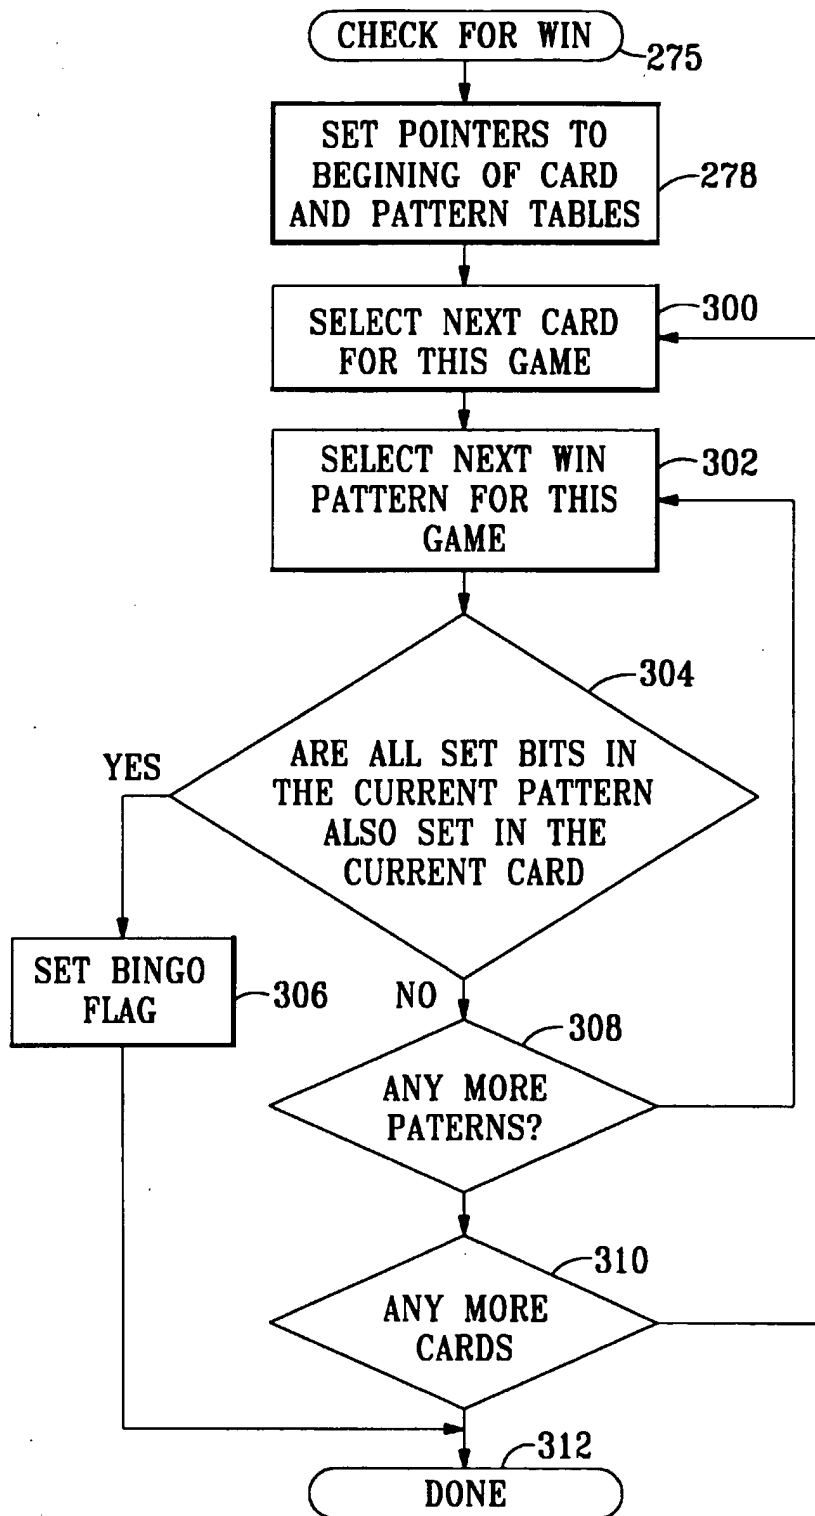 CHECK FOR WIN
275
SET POINTERS TO
BEGINING OF CARD
AND PATTERN TABLES
278
300
SELECT NEXT CARD
FOR THIS GAME
SELECT NEXT WIN
PATTERN FOR THIS
GAME
302
304
YES
ARE ALL SET BITS IN
THE CURRENT PATTERN
ALSO SET IN THE
CURRENT CARD
SET BINGO
FLAG
306
NO
308
ANY MORE
PATERNS?
310
ANY MORE
CARDS
312
DONE